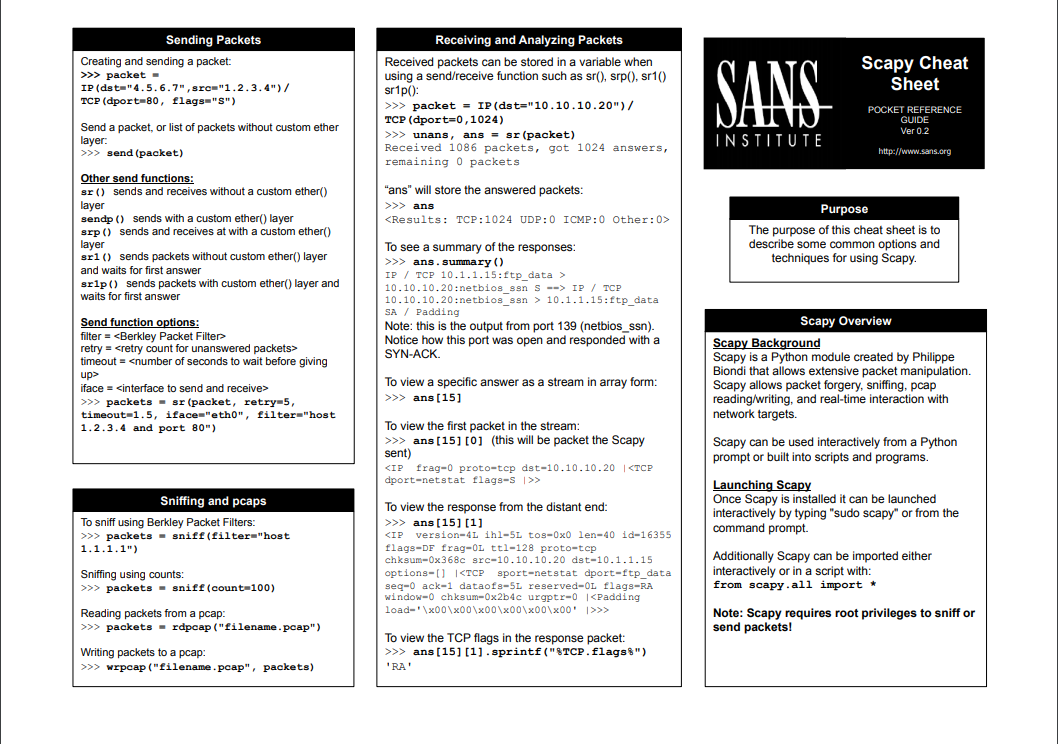 Sending Packets
Creating and sending a packet:
>>> packet =
IP(dst="4.5.6.7",src="1.2.3.4")/
TCP(dport=80, flags="S")
Send a packet, or list of packets without custom ether
layer:
>>> send(packet)
Other send functions:
sr() sends and receives without a custom ether()
layer
sendp() sends with a custom ether() layer
srp() sends and receives at with a custom ether()
layer
sr1() sends packets without custom ether() layer
and waits for first answer
sr1p() sends packets with custom ether() layer and
waits for first answer
Send function options:
filter = <Berkley Packet Filter>
retry = <retry count for unanswered packets>
timeout = <number of seconds to wait before giving
up>
iface = <interface to send and receive>
>>> packets = sr(packet, retry=5,
timeout=1.5, iface="eth0", filter="host
1.2.3.4 and port 80")
Sniffing and pcaps
To sniff using Berkley Packet Filters:
>>> packets = sniff(filter="host
1.1.1.1")
Sniffing using counts:
>>> packets = sniff(count=100)
Reading packets from a pcap:
>>> packets = rdpcap("filename.pcap")
Writing packets to a pcap:
>>> wrpcap("filename.pcap", packets)
Receiving and Analyzing Packets
Received packets can be stored in a variable when
using a send/receive function such as sr(), srp(), sr1()
sr1p():
>>> packet = IP(dst="10.10.10.20")/
TCP(dport=0,1024)
>>> unans, ans = sr(packet)
Received 1086 packets, got 1024 answers,
remaining 0 packets
“ans” will store the answered packets:
>>> ans
<Results: TCP:1024 UDP:0 ICMP:0 Other:0>
To see a summary of the responses:
>>> ans.summary()
IP / TCP 10.1.1.15:ftp_data >
10.10.10.20:netbios_ssn S ==> IP / TCP
10.10.10.20:netbios_ssn > 10.1.1.15:ftp_data
SA / Padding
Note: this is the output from port 139 (netbios_ssn).
Notice how this port was open and responded with a
SYN-ACK.
To view a specific answer as a stream in array form:
>>> ans[15]
To view the first packet in the stream:
>>> ans[15][0] (this will be packet the Scapy
sent)
<IP frag=0 proto=tcp dst=10.10.10.20 |<TCP
dport=netstat flags=S |>>
To view the response from the distant end:
>>> ans[15][1]
<IP version=4L ihl=5L tos=0x0 len=40 id=16355
flags=DF frag=0L ttl=128 proto=tcp
chksum=0x368c src=10.10.10.20 dst=10.1.1.15
options=[] |<TCP sport=netstat dport=ftp_data
seq=0 ack=1 dataofs=5L reserved=0L flags=RA
window=0 chksum=0x2b4c urgptr=0 |<Padding
load='\x00\x00\x00\x00\x00\x00' |>>>
To view the TCP flags in the response packet:
>>> ans[15][1].sprintf("%TCP.flags%")
'RA'
SANS
INSTITUTE
Scapy Cheat
Sheet
POCKET REFERENCE
GUIDE
Ver 0.2
http://www.sans.org
Purpose
The purpose of this cheat sheet is to
describe some common options and
techniques for using Scapy.
Scapy Overview
Scapy Background
Scapy is a Python module created by Philippe
Biondi that allows extensive packet manipulation.
Scapy allows packet forgery, sniffing, pcap
reading/writing, and real-time interaction with
network targets.
Scapy can be used interactively from a Python
prompt or built into scripts and programs.
Launching Scapy
Once Scapy is installed it can be launched
interactively by typing "sudo scapy" or from the
command prompt.
Additionally Scapy can be imported either
interactively or in a script with:
from scapy.all import *
Note: Scapy requires root privileges to sniff or
send packets!